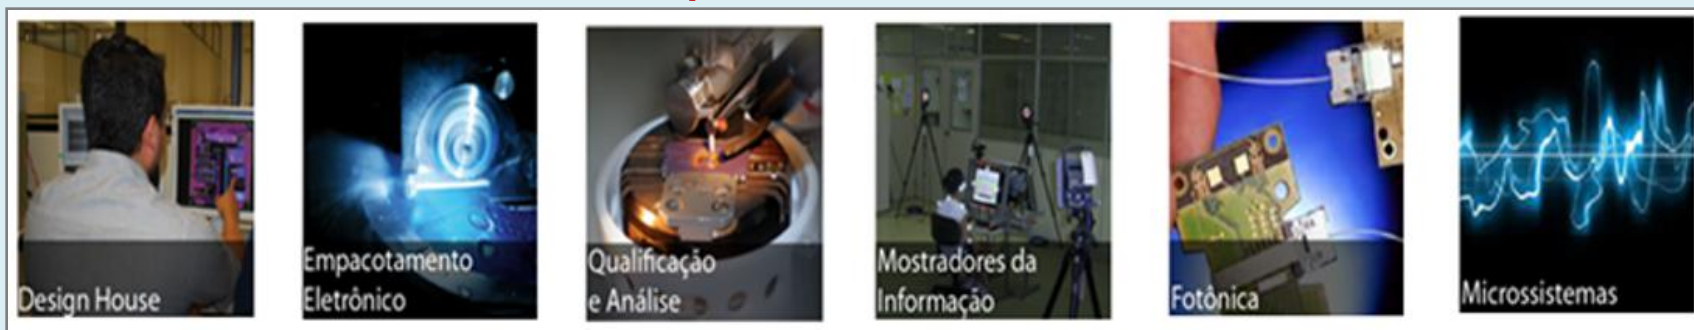 Design House
Empacotamento
Eletrônico
Qualificação
e Análise
Mostradores da
Informação
Fotônica
Microssistemas